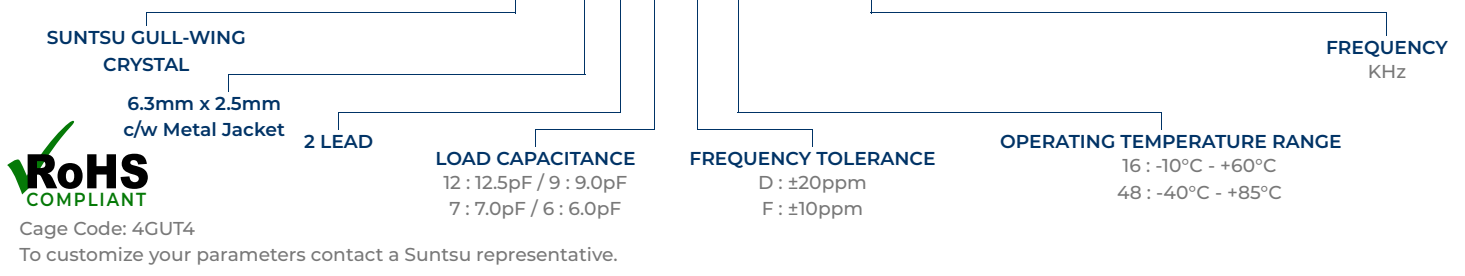 SUNTSU GULL-WING
CRYSTAL
FREQUENCY
KHz
6.3mm x 2.5mm
c/w Metal Jacket
2 LEAD
LOAD CAPACITANCE
12 : 12.5pF / 9 : 9.0pF
7 : 7.0pF / 6 : 6.0pF
FREQUENCY TOLERANCE
D : ±20ppm
F : ±10ppm
OPERATING TEMPERATURE RANGE
16 : -10°C - +60°C
48 : -40°C - +85°C
RoHS
COMPLIANT
Cage Code: 4GUT4
To customize your parameters contact a Suntsu representative.